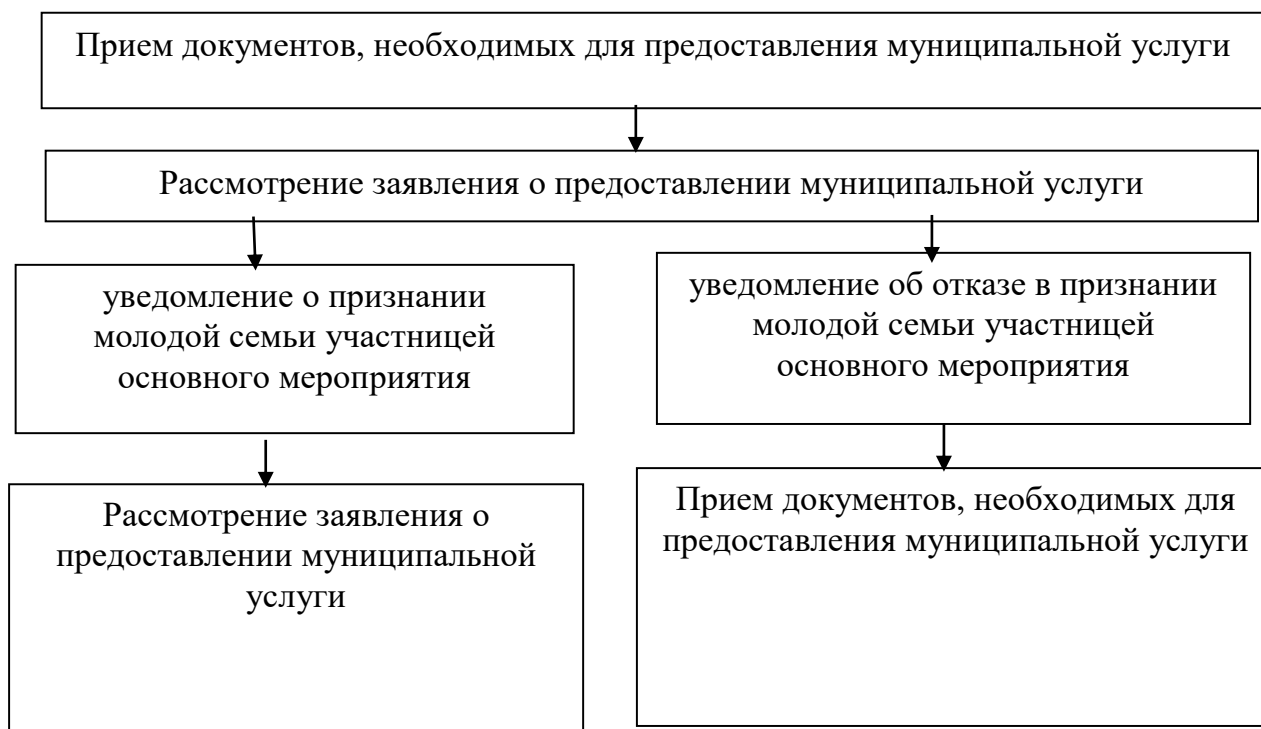 Прием документов, необходимых для предоставления муниципальной услуги
Рассмотрение заявления о предоставлении муниципальной услуги
уведомление о признании
молодой семьи участницей
основного мероприятия
уведомление об отказе в признании
молодой семьи участницей
основного мероприятия
Рассмотрение заявления о
предоставлении муниципальной
услуги
Прием документов, необходимых для
предоставления муниципальной услуги